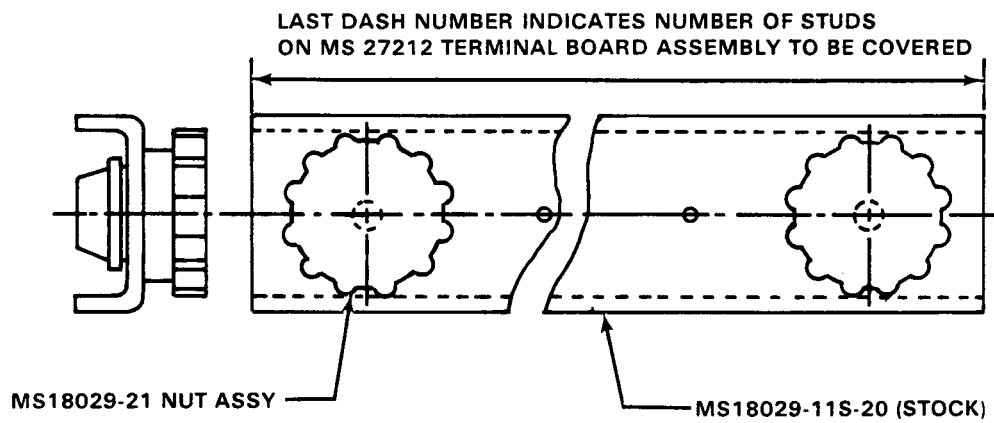 LAST DASH NUMBER INDICATES NUMBER OF STUDS
ON MS 27212 TERMINAL BOARD ASSEMBLY TO BE COVERED
MS18029-21 NUT ASSY
MS18029-11S-20 (STOCK)